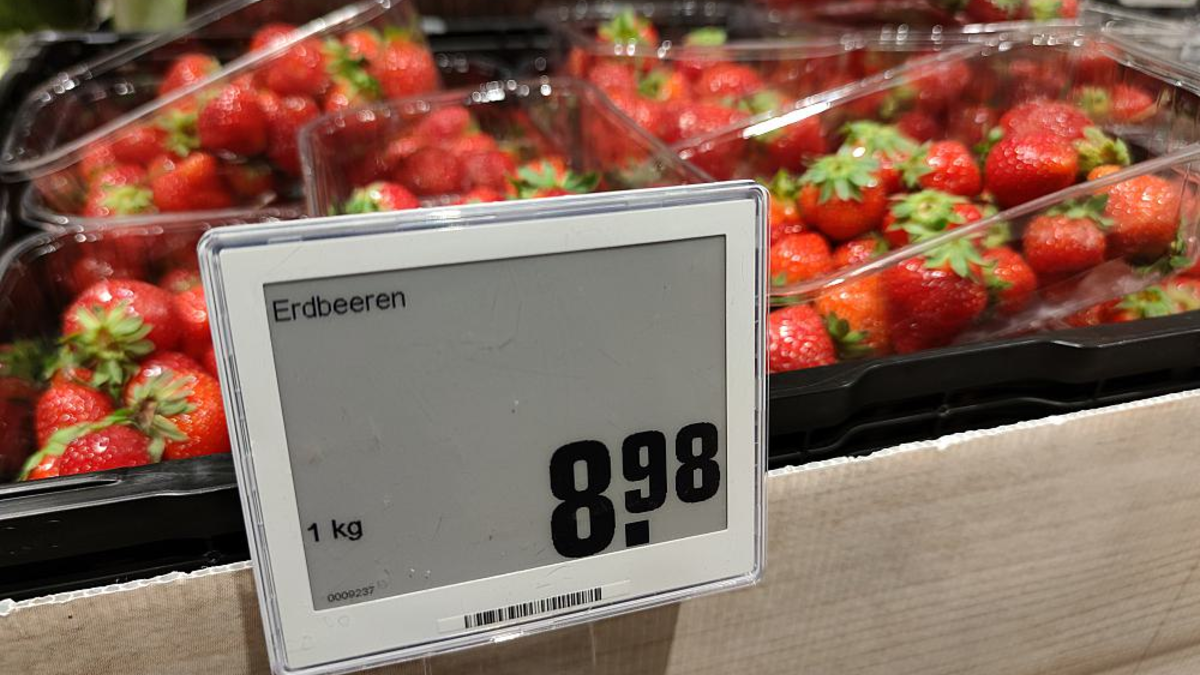 Erdbeeren
8.98
1 kg
0009237